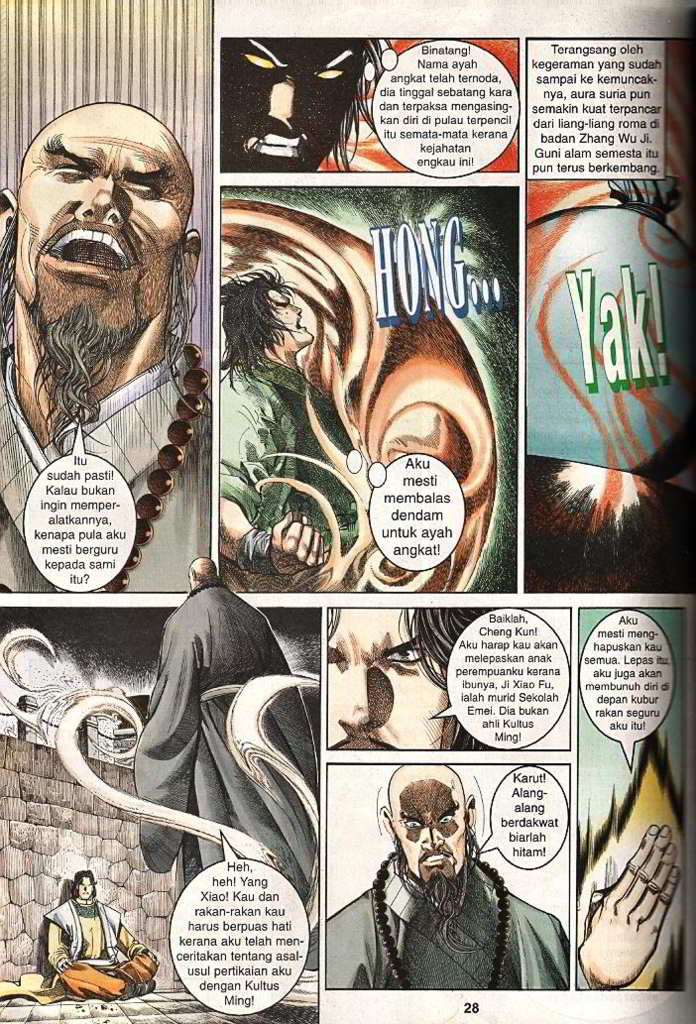 Itu
sudah pasti!
Kalau bukan
ingin memper-
alatkannya,
kenapa pula aku
mesti berguru
kepada sami
itu?
Binatang!
Nama ayah
angkat telah ternoda,
dia tinggal sebatang kara
dan terpaksa mengasing-
kan diri di pulau terpencil
itu semata-mata kerana
kejahatan
engkau ini!
Terangsang oleh
kegeraman yang sudah
sampai ke kemuncak-
nya, aura suria pun
semakin kuat terpancar
dari liang-liang roma di
badan Zhang Wu Ji.
Guni alam semesta itu
pun terus berkembang.
HONG...
Aku
mesti
membalas
dendam
untuk ayah
angkat!
Yak!
Heh,
heh! Yang
Xiao! Kau dan
rakan-rakan kau
harus berpuas hati
kerana aku telah men-
ceritakan tentang asal-
usul pertikaian aku
dengan Kultus
Ming!
Baiklah,
Cheng Kun!
Aku harap kau akan
melepaskan anak
perempuanku kerana
ibunya, Ji Xiao Fu,
ialah murid Sekolah
Emei. Dia bukan
ahli Kultus
Ming!
Karut!
Alang-
alang
berdakwat
biarlah
hitam!
Aku
mesti meng-
hapuskan kau
semua. Lepas itu,
aku juga akan
membunuh diri di
depan kubur
rakan seguru
aku itu!
28